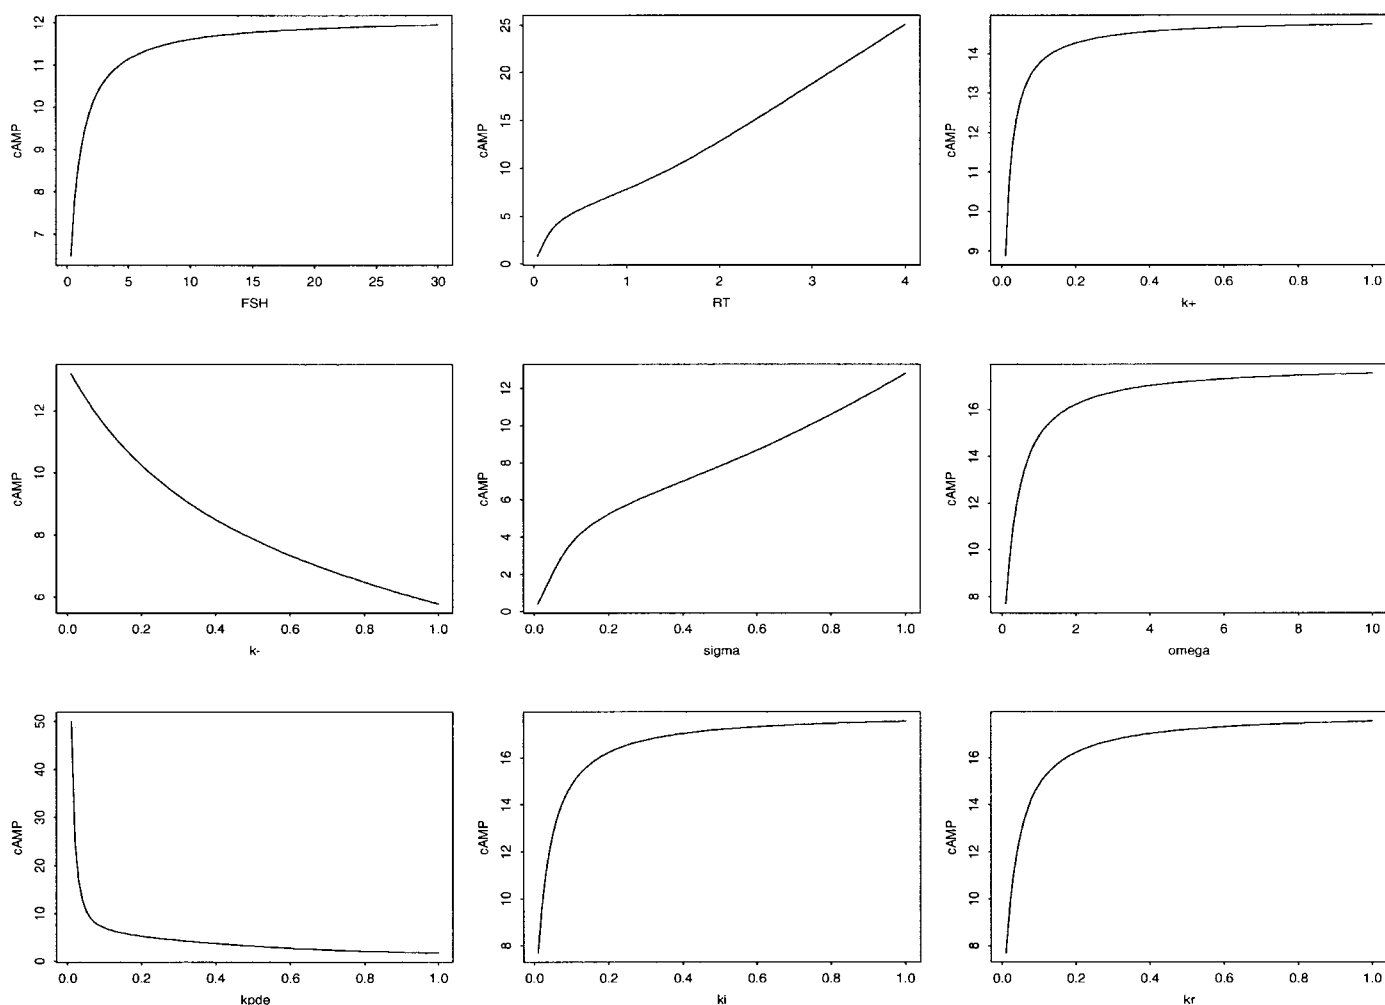 cAMP
7 8 9 10 11 12
0 5 10 15 20 25 30
FSH
cAMP
0 5 10 15 20 25
0 1 2 3 4
RT
cAMP
9 10 11 12 13 14
0.0 0.2 0.4 0.6 0.8 1.0
k+
cAMP
6 8 10 12
0.0 0.2 0.4 0.6 0.8 1.0
k-
cAMP
0 2 4 6 8 10 12
0.0 0.2 0.4 0.6 0.8 1.0
sigma
cAMP
8 10 12 14 16
0 2 4 6 8 10
omega
cAMP
0 10 20 30 40 50
0.0 0.2 0.4 0.6 0.8 1.0
kpde
cAMP
8 10 12 14 16
0.0 0.2 0.4 0.6 0.8 1.0
ki
cAMP
8 10 12 14 16
0.0 0.2 0.4 0.6 0.8 1.0
kr